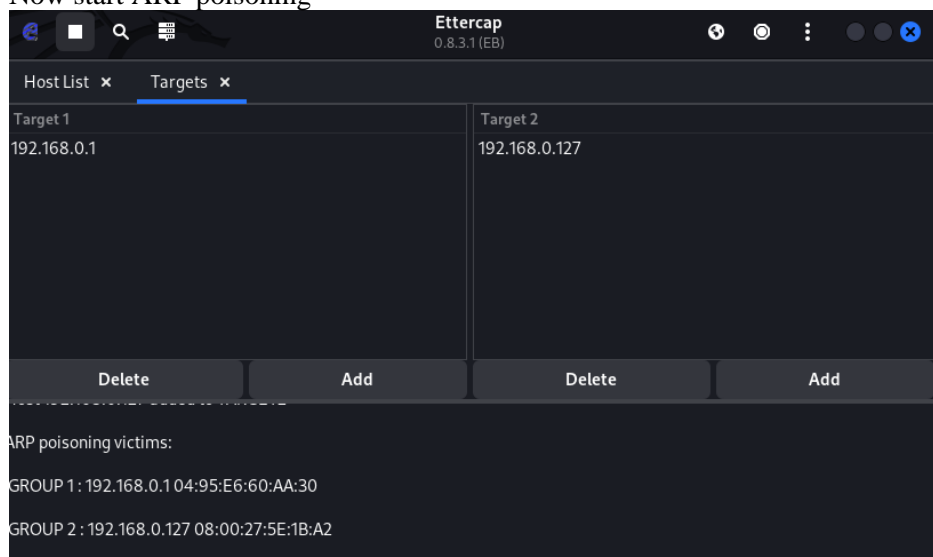 Now start ARP poisoning
Ettercap
0.8.3.1 (EB)
Host List × Targets ×
Target 1 Target 2
192.168.0.1 192.168.0.127
Delete Add Delete Add
ARP poisoning victims:
GROUP 1 : 192.168.0.1 04:95:E6:60:AA:30
GROUP 2 : 192.168.0.127 08:00:27:5E:1B:A2